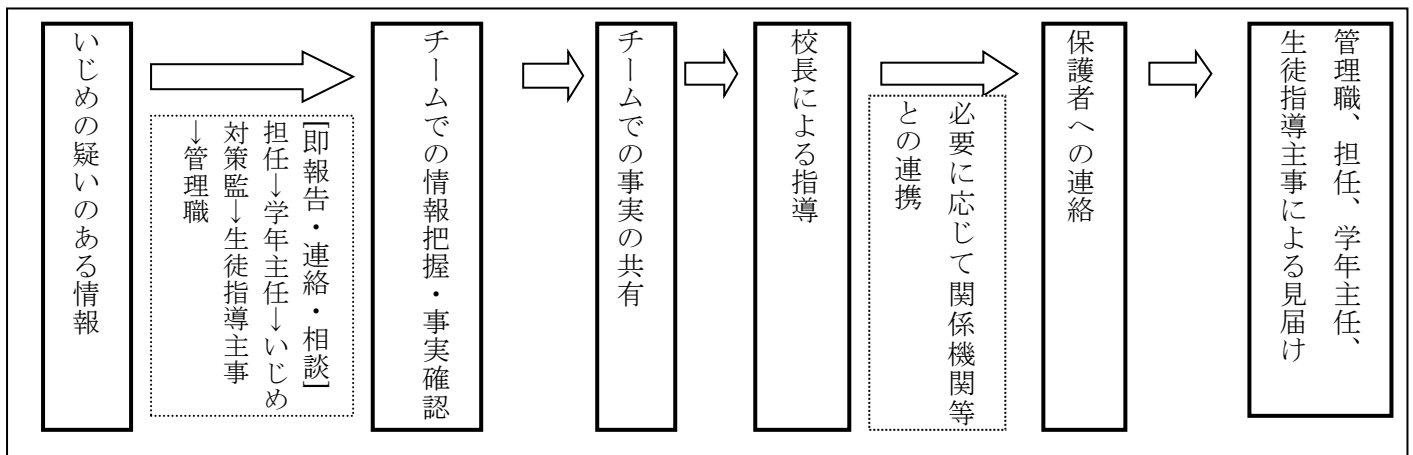 いじめの疑いのある情報
[即報告・連絡・相談]
担任→学年主任→いじめ
対策監→生徒指導主事
→管理職
チームでの情報把握・事実確認
チームでの事実の共有
校長による指導
必要に応じて関係機関等
との連携
保護者への連絡
管理職、担任、学年主任、
生徒指導主事による見届け